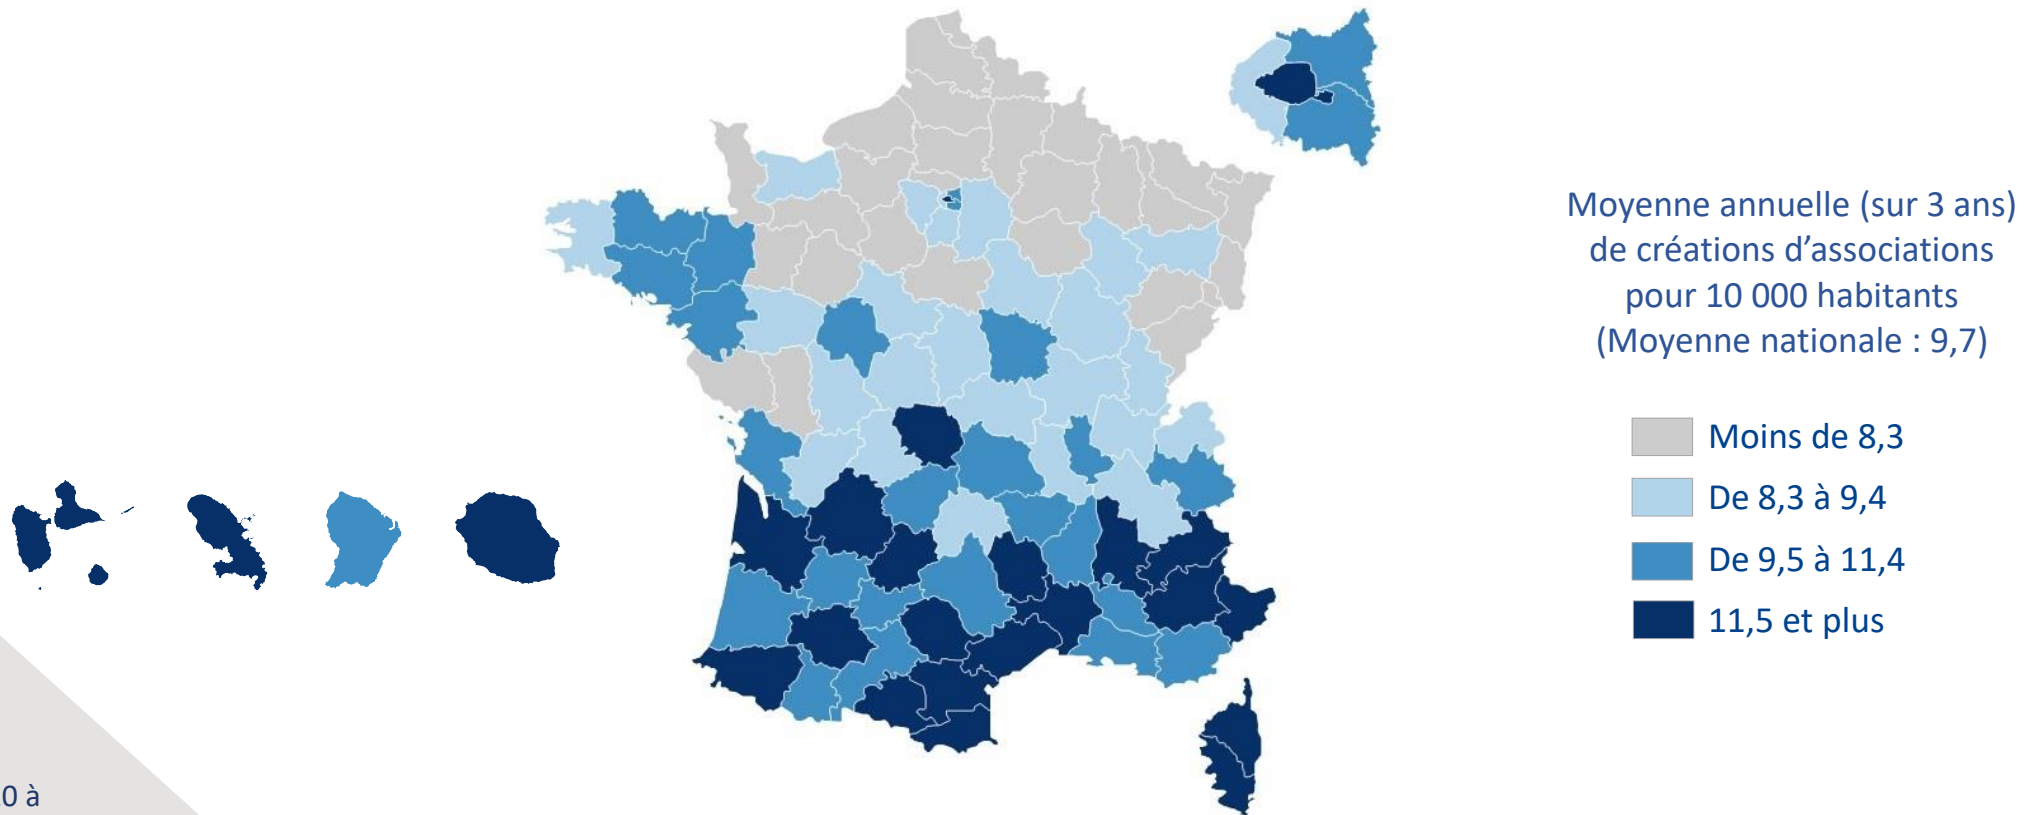 Moyenne annuelle (sur 3 ans)
de créations d’associations
pour 10 000 habitants
(Moyenne nationale : 9,7)
Moins de 8,3
De 8,3 à 9,4
De 9,5 à 11,4
11,5 et plus
0 à